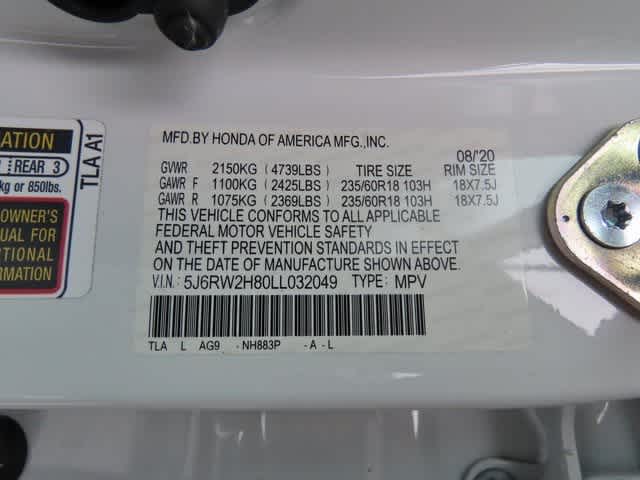 MFD.BY HONDA OF AMERICA MFG.,INC.
08/'20
GVWR 2150KG (4739LBS) TIRE SIZE RIM SIZE
GAWR F 1100KG (2425LBS) 235/60R18 103H 18X7.5J
GAWR R 1075KG (2369LBS) 235/60R18 103H 18X7.5J
THIS VEHICLE CONFORMS TO ALL APPLICABLE
FEDERAL MOTOR VEHICLE SAFETY
AND THEFT PREVENTION STANDARDS IN EFFECT
ON THE DATE OF MANUFACTURE SHOWN ABOVE.
V.I.N.: 5J6RW2H80LL032049 TYPE: MPV
TLA L AG9 -NH883P -A-L
ATION
REAR 3
kg or 850lbs.
OWNER'S
UAL FOR
TIONAL
RMATION
TLA A1